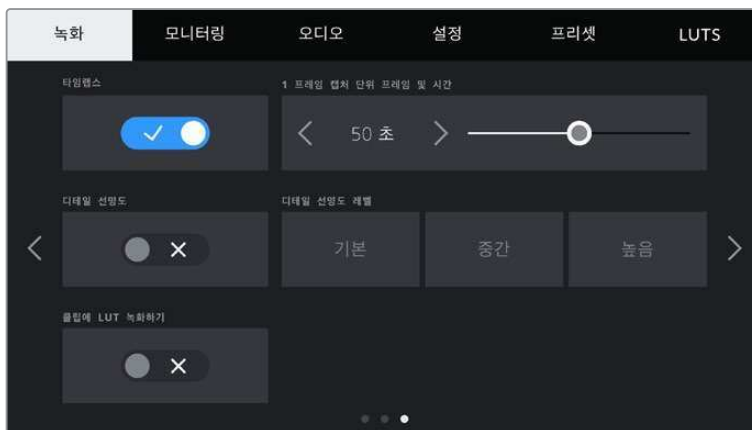 녹화 모니터링 오디오 설정 프리셋 LUTS
타임랩스 1 프레임 캡처 단위 프레임 및 시간
50 초
디테일 선명도 디테일 선명도 레벨
기본 중간 높음
클립에 LUT 녹화하기